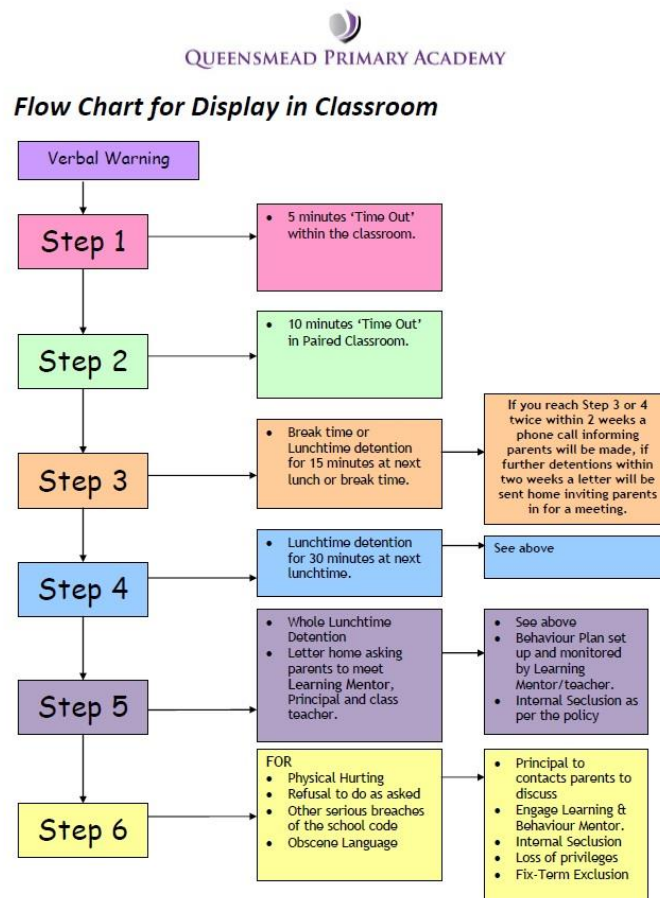 QUEENSMEAD PRIMARY ACADEMY
Flow Chart for Display in Classroom
Verbal Warning
Step 1
• 5 minutes ‘Time Out’
within the classroom.
Step 2
• 10 minutes ‘Time Out’
in Paired Classroom.
Step 3
• Break time or
Lunchtime detention
for 15 minutes at next
lunch or break time.
If you reach Step 3 or 4
twice within 2 weeks a
phone call informing
parents will be made, if
further detentions within
two weeks a letter will be
sent home inviting parents
in for a meeting.
Step 4
• Lunchtime detention
for 30 minutes at next
lunchtime.
See above
Step 5
• Whole Lunchtime
Detention
• Letter home asking
parents to meet
Learning Mentor,
Principal and class
teacher.
• See above
• Behaviour Plan set
up and monitored
by Learning
Mentor/teacher.
• Internal Seclusion as
per the policy
Step 6
FOR
• Physical Hurting
• Refusal to do as asked
• Other serious breaches
of the school code
• Obscene Language
• Principal to
contacts parents to
discuss
• Engage Learning &
Behaviour Mentor.
• Internal Seclusion
• Loss of privileges
• Fix-Term Exclusion